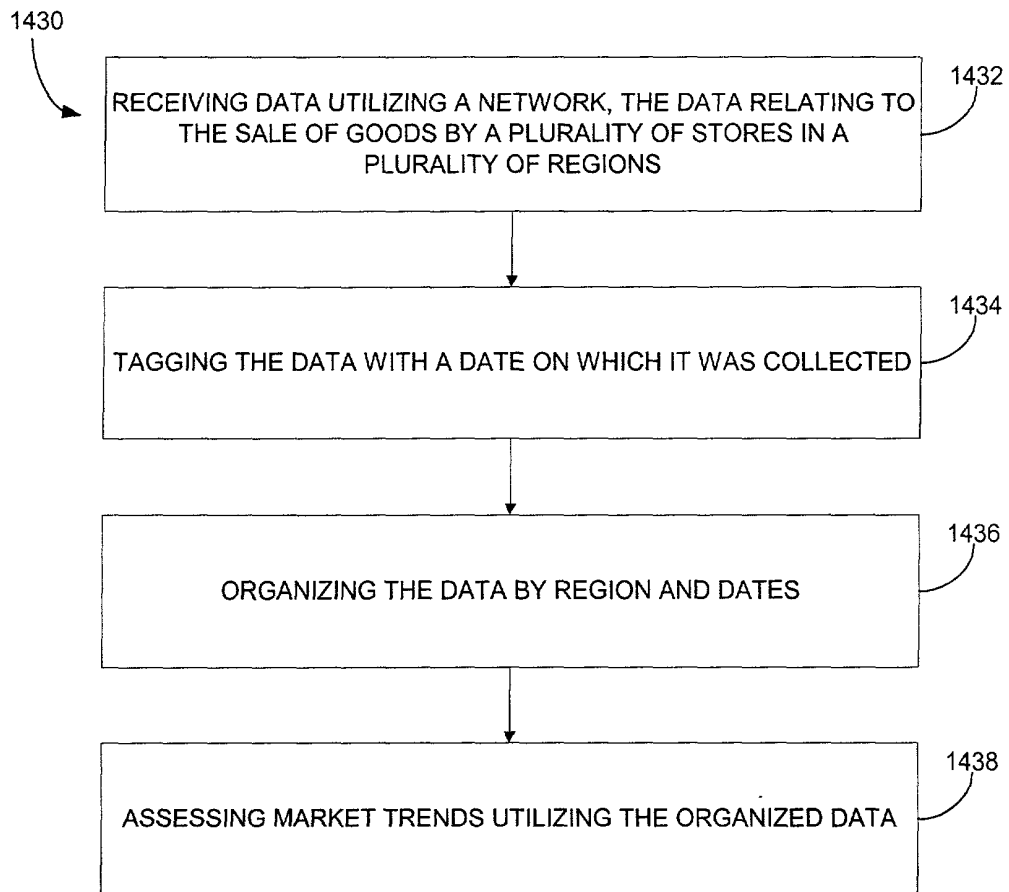 1430
1432
RECEIVING DATA UTILIZING A NETWORK, THE DATA RELATING TO
THE SALE OF GOODS BY A PLURALITY OF STORES IN A
PLURALITY OF REGIONS
1434
TAGGING THE DATA WITH A DATE ON WHICH IT WAS COLLECTED
1436
ORGANIZING THE DATA BY REGION AND DATES
1438
ASSESSING MARKET TRENDS UTILIZING THE ORGANIZED DATA